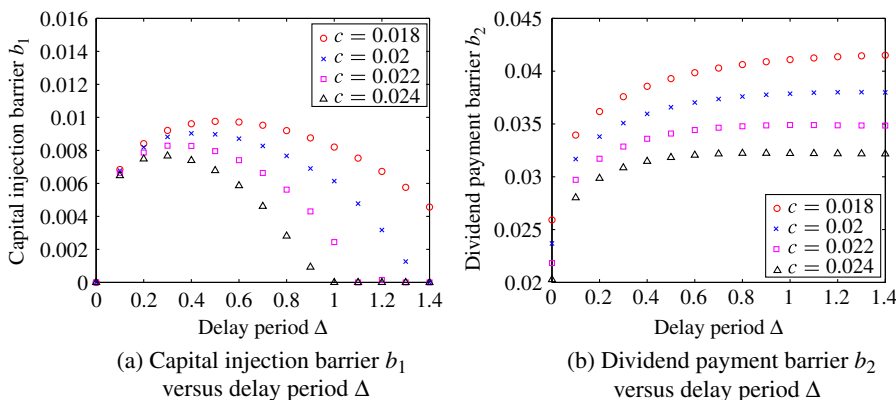 0.016
0.014
0.012
0.01
0.008
0.006
0.004
0.002
0
Capital injection barrier b₁
c = 0.018
c = 0.02
c = 0.022
c = 0.024
0 0.2 0.4 0.6 0.8 1 1.2 1.4
Delay period Δ
(a) Capital injection barrier b₁
versus delay period Δ
0.045
0.04
0.035
0.03
0.025
0.02
Dividend payment barrier b₂
c = 0.018
c = 0.02
c = 0.022
c = 0.024
0 0.2 0.4 0.6 0.8 1 1.2 1.4
Delay period Δ
(b) Dividend payment barrier b₂
versus delay period Δ